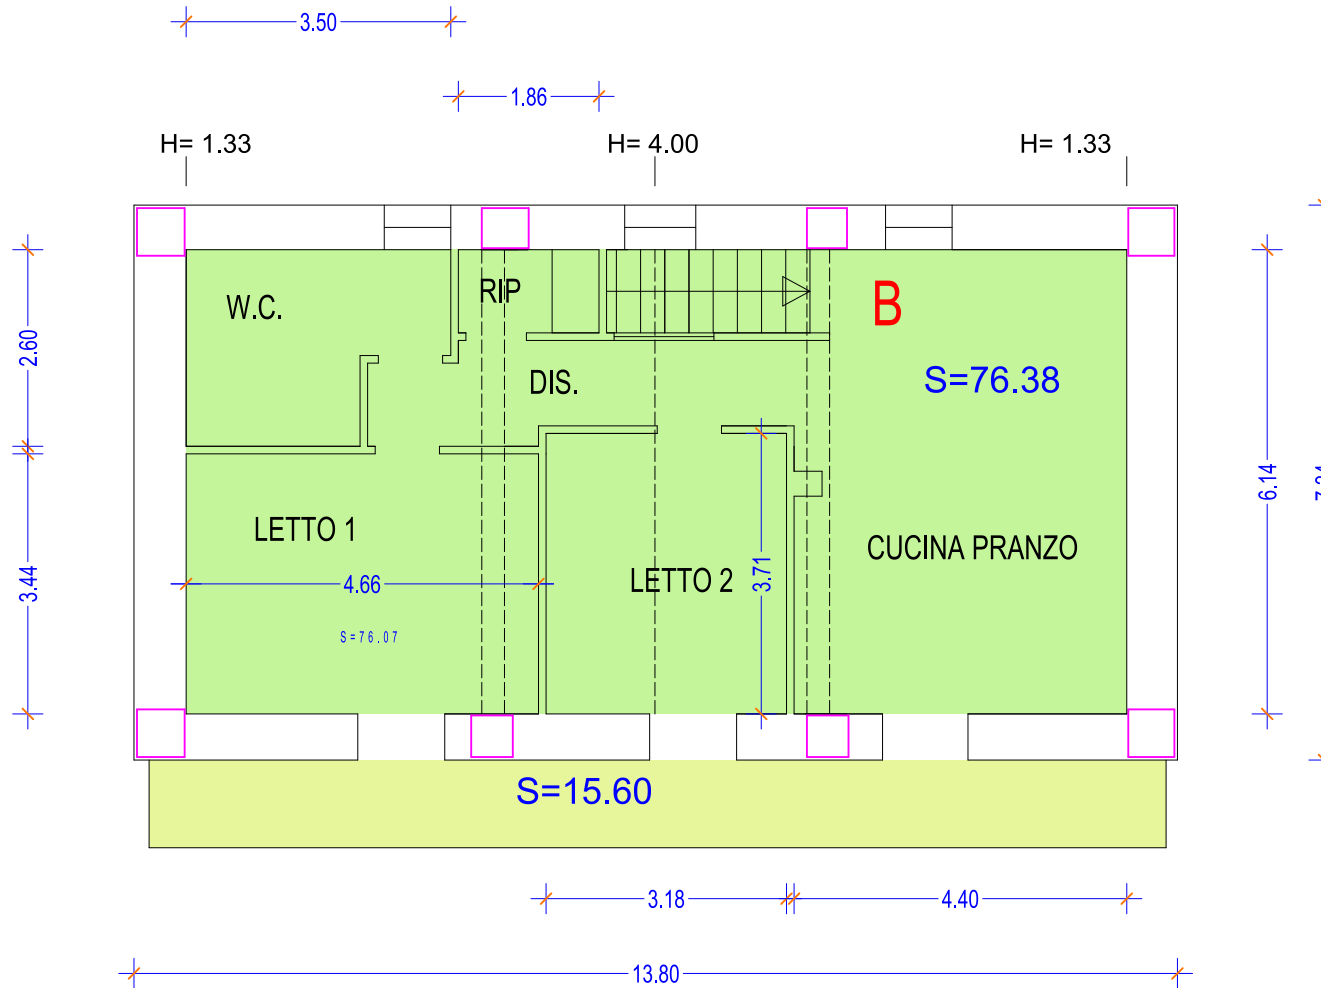 3.50
1.86
H= 1.33
H= 4.00
H= 1.33
W.C.
RIP
B
2.60
DIS.
S=76.38
6.14
LETTO 1
CUCINA PRANZO
3.44
4.66
LETTO 2
3.71
S=76.07
S=15.60
3.18
4.40
13.80